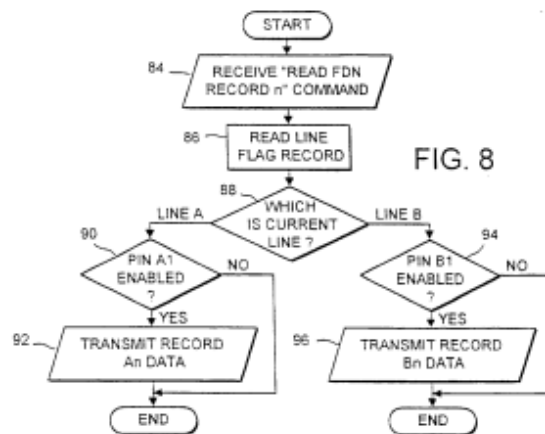 START
84
RECEIVE "READ FDN
RECORD n" COMMAND
86
READ LINE
FLAG RECORD
FIG. 8
88
WHICH
IS CURRENT
LINE ?
LINE A
LINE B
90
PIN A1
ENABLED
?
NO
YES
94
PIN B1
ENABLED
?
NO
YES
92
TRANSMIT RECORD
An DATA
96
TRANSMIT RECORD
Bn DATA
END
END